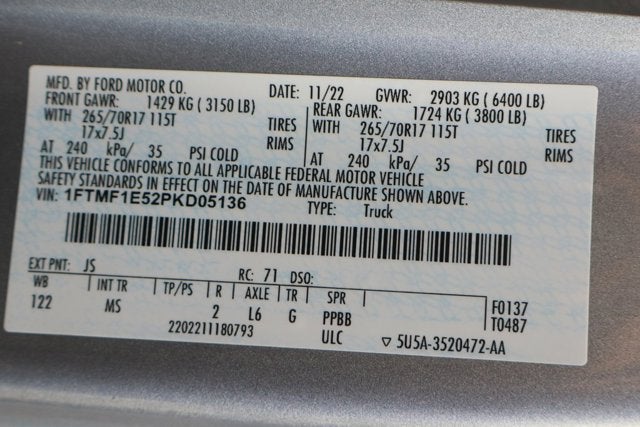 MFD. BY FORD MOTOR CO.
DATE: 11/22 GVWR: 2903 KG ( 6400 LB)
FRONT GAWR: 1429 KG ( 3150 LB)
REAR GAWR: 1724 KG ( 3800 LB)
WITH 265/70R17 115T TIRES
WITH 265/70R17 115T TIRES
17x7.5J RIMS
17x7.5J RIMS
AT 240 kPa/ 35 PSI COLD
AT 240 kPa/ 35 PSI COLD
THIS VEHICLE CONFORMS TO ALL APPLICABLE FEDERAL MOTOR VEHICLE
SAFETY STANDARDS IN EFFECT ON THE DATE OF MANUFACTURE SHOWN ABOVE.
VIN: 1FTMF1E52PKD05136 TYPE: Truck
EXT PNT: JS RC: 71 DSO:
WB INT TR TP/PS R AXLE TR SPR F0137
122 MS 2 L6 G PPBB T0487
2202211180793 ULC ▽ 5U5A-3520472-AA